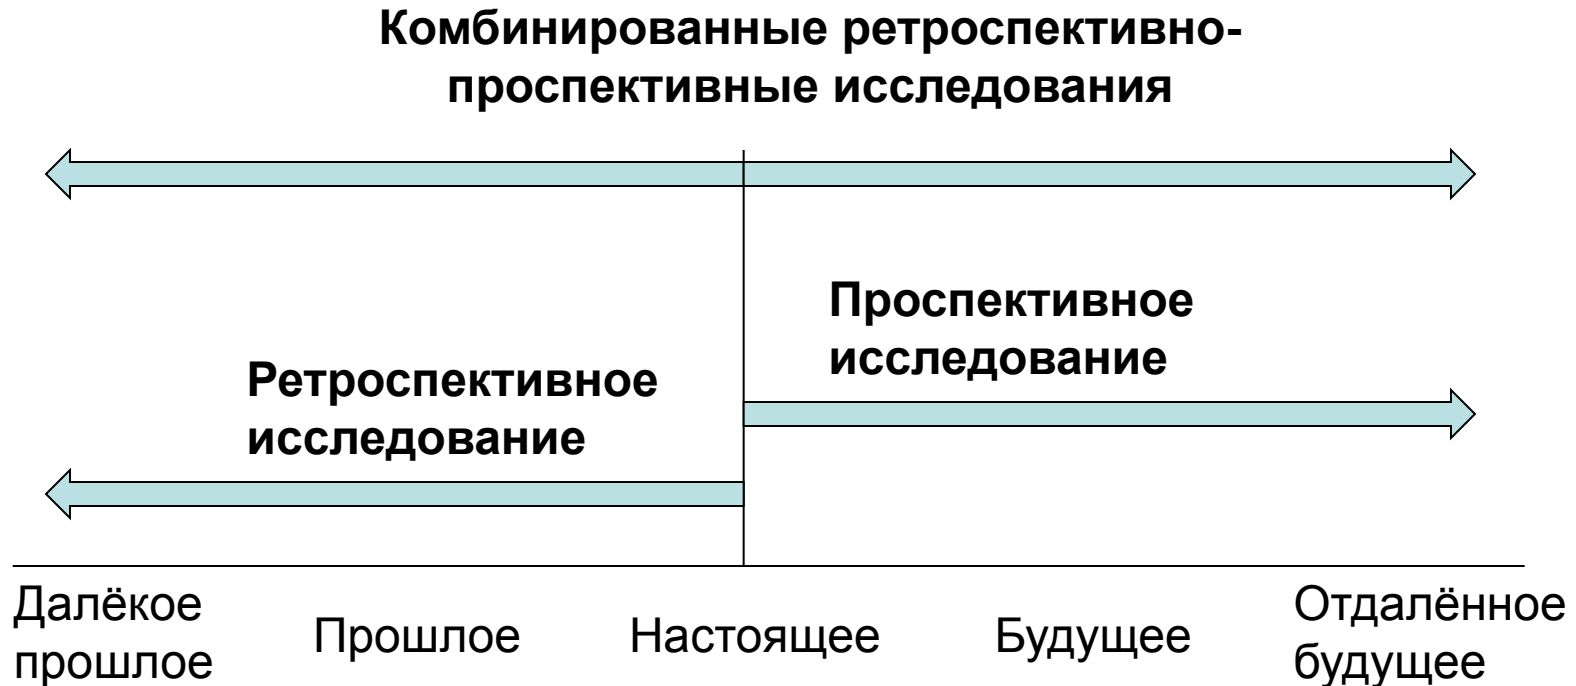 Комбинированные ретроспективно-
проспективные исследования
Проспективное
исследование
Ретроспективное
исследование
Далёкое
прошлое
Прошлое
Настоящее
Будущее
Отдалённое
будущее